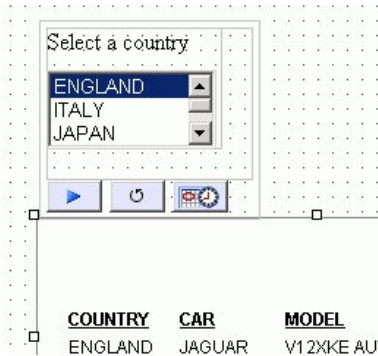 Select a country
ENGLAND
ITALY
JAPAN
COUNTRY CAR MODEL
ENGLAND JAGUAR V12XKE AU